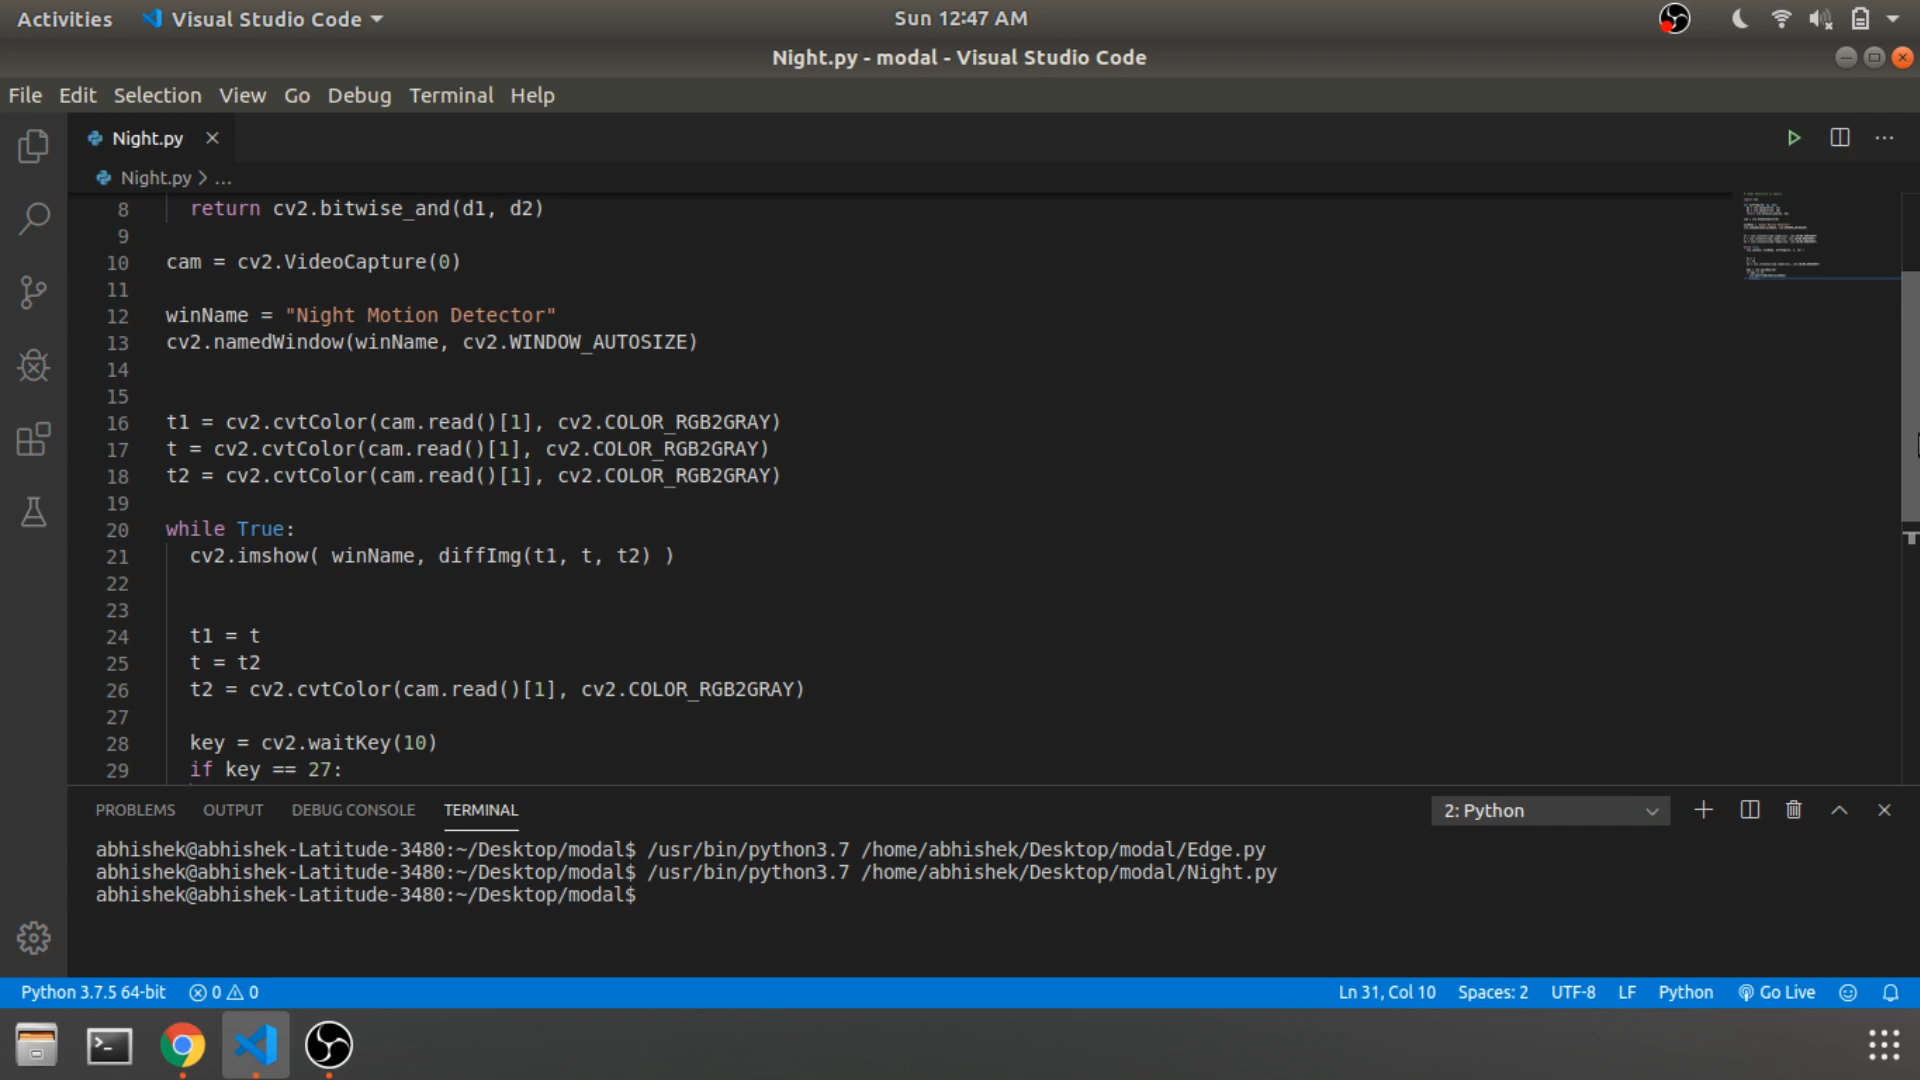 Activities Visual Studio Code Sun 12:47 AM
Night.py - modal - Visual Studio Code
File Edit Selection View Go Debug Terminal Help
Night.py
Night.py > ...
8 return cv2.bitwise_and(d1, d2)
9
10 cam = cv2.VideoCapture(0)
11
12 winName = "Night Motion Detector"
13 cv2.namedWindow(winName, cv2.WINDOW_AUTOSIZE)
14
15
16 t1 = cv2.cvtColor(cam.read()[1], cv2.COLOR_RGB2GRAY)
17 t = cv2.cvtColor(cam.read()[1], cv2.COLOR_RGB2GRAY)
18 t2 = cv2.cvtColor(cam.read()[1], cv2.COLOR_RGB2GRAY)
19
20 while True:
21 cv2.imshow( winName, diffImg(t1, t, t2) )
22
23
24 t1 = t
25 t = t2
26 t2 = cv2.cvtColor(cam.read()[1], cv2.COLOR_RGB2GRAY)
27
28 key = cv2.waitKey(10)
29 if key == 27:
PROBLEMS OUTPUT DEBUG CONSOLE TERMINAL 2: Python
abhishek@abhishek-Latitude-3480:~/Desktop/modal$ /usr/bin/python3.7 /home/abhishek/Desktop/modal/Edge.py
abhishek@abhishek-Latitude-3480:~/Desktop/modal$ /usr/bin/python3.7 /home/abhishek/Desktop/modal/Night.py
abhishek@abhishek-Latitude-3480:~/Desktop/modal$
Python 3.7.5 64-bit 0 0 Ln 31, Col 10 Spaces: 2 UTF-8 LF Python Go Live